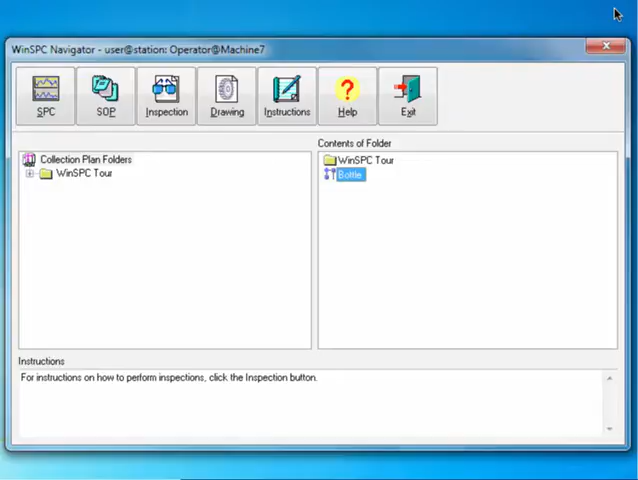 WinSPC Navigator - user@station: Operator@Machine7
SPC SOP Inspection Drawing Instructions Help Exit
Contents of Folder
Collection Plan Folders
WinSPC Tour
WinSPC Tour
Bottle
Instructions
For instructions on how to perform inspections, click the Inspection button.